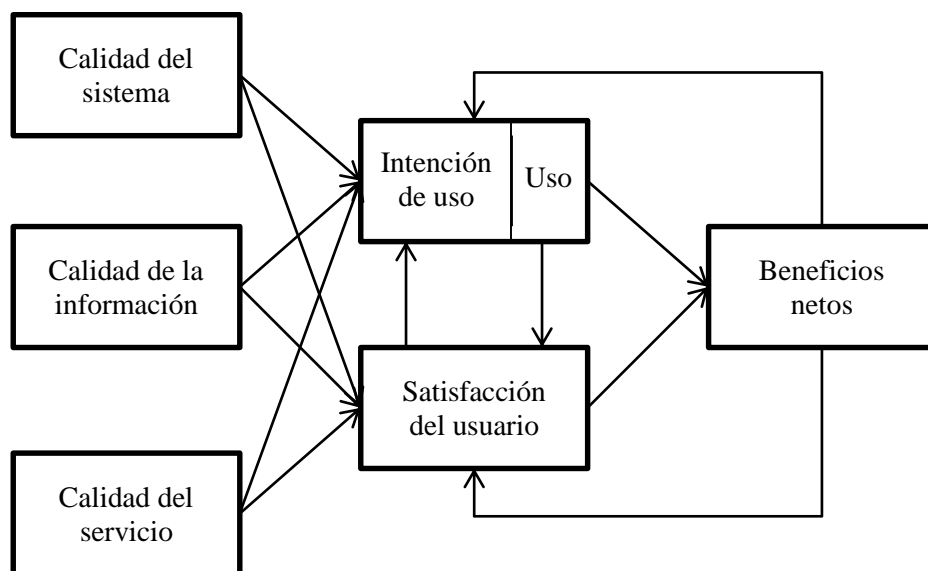 Calidad del
sistema
Intención
de uso
Uso
Calidad de la
información
Beneficios
netos
Satisfacción
del usuario
Calidad del
servicio